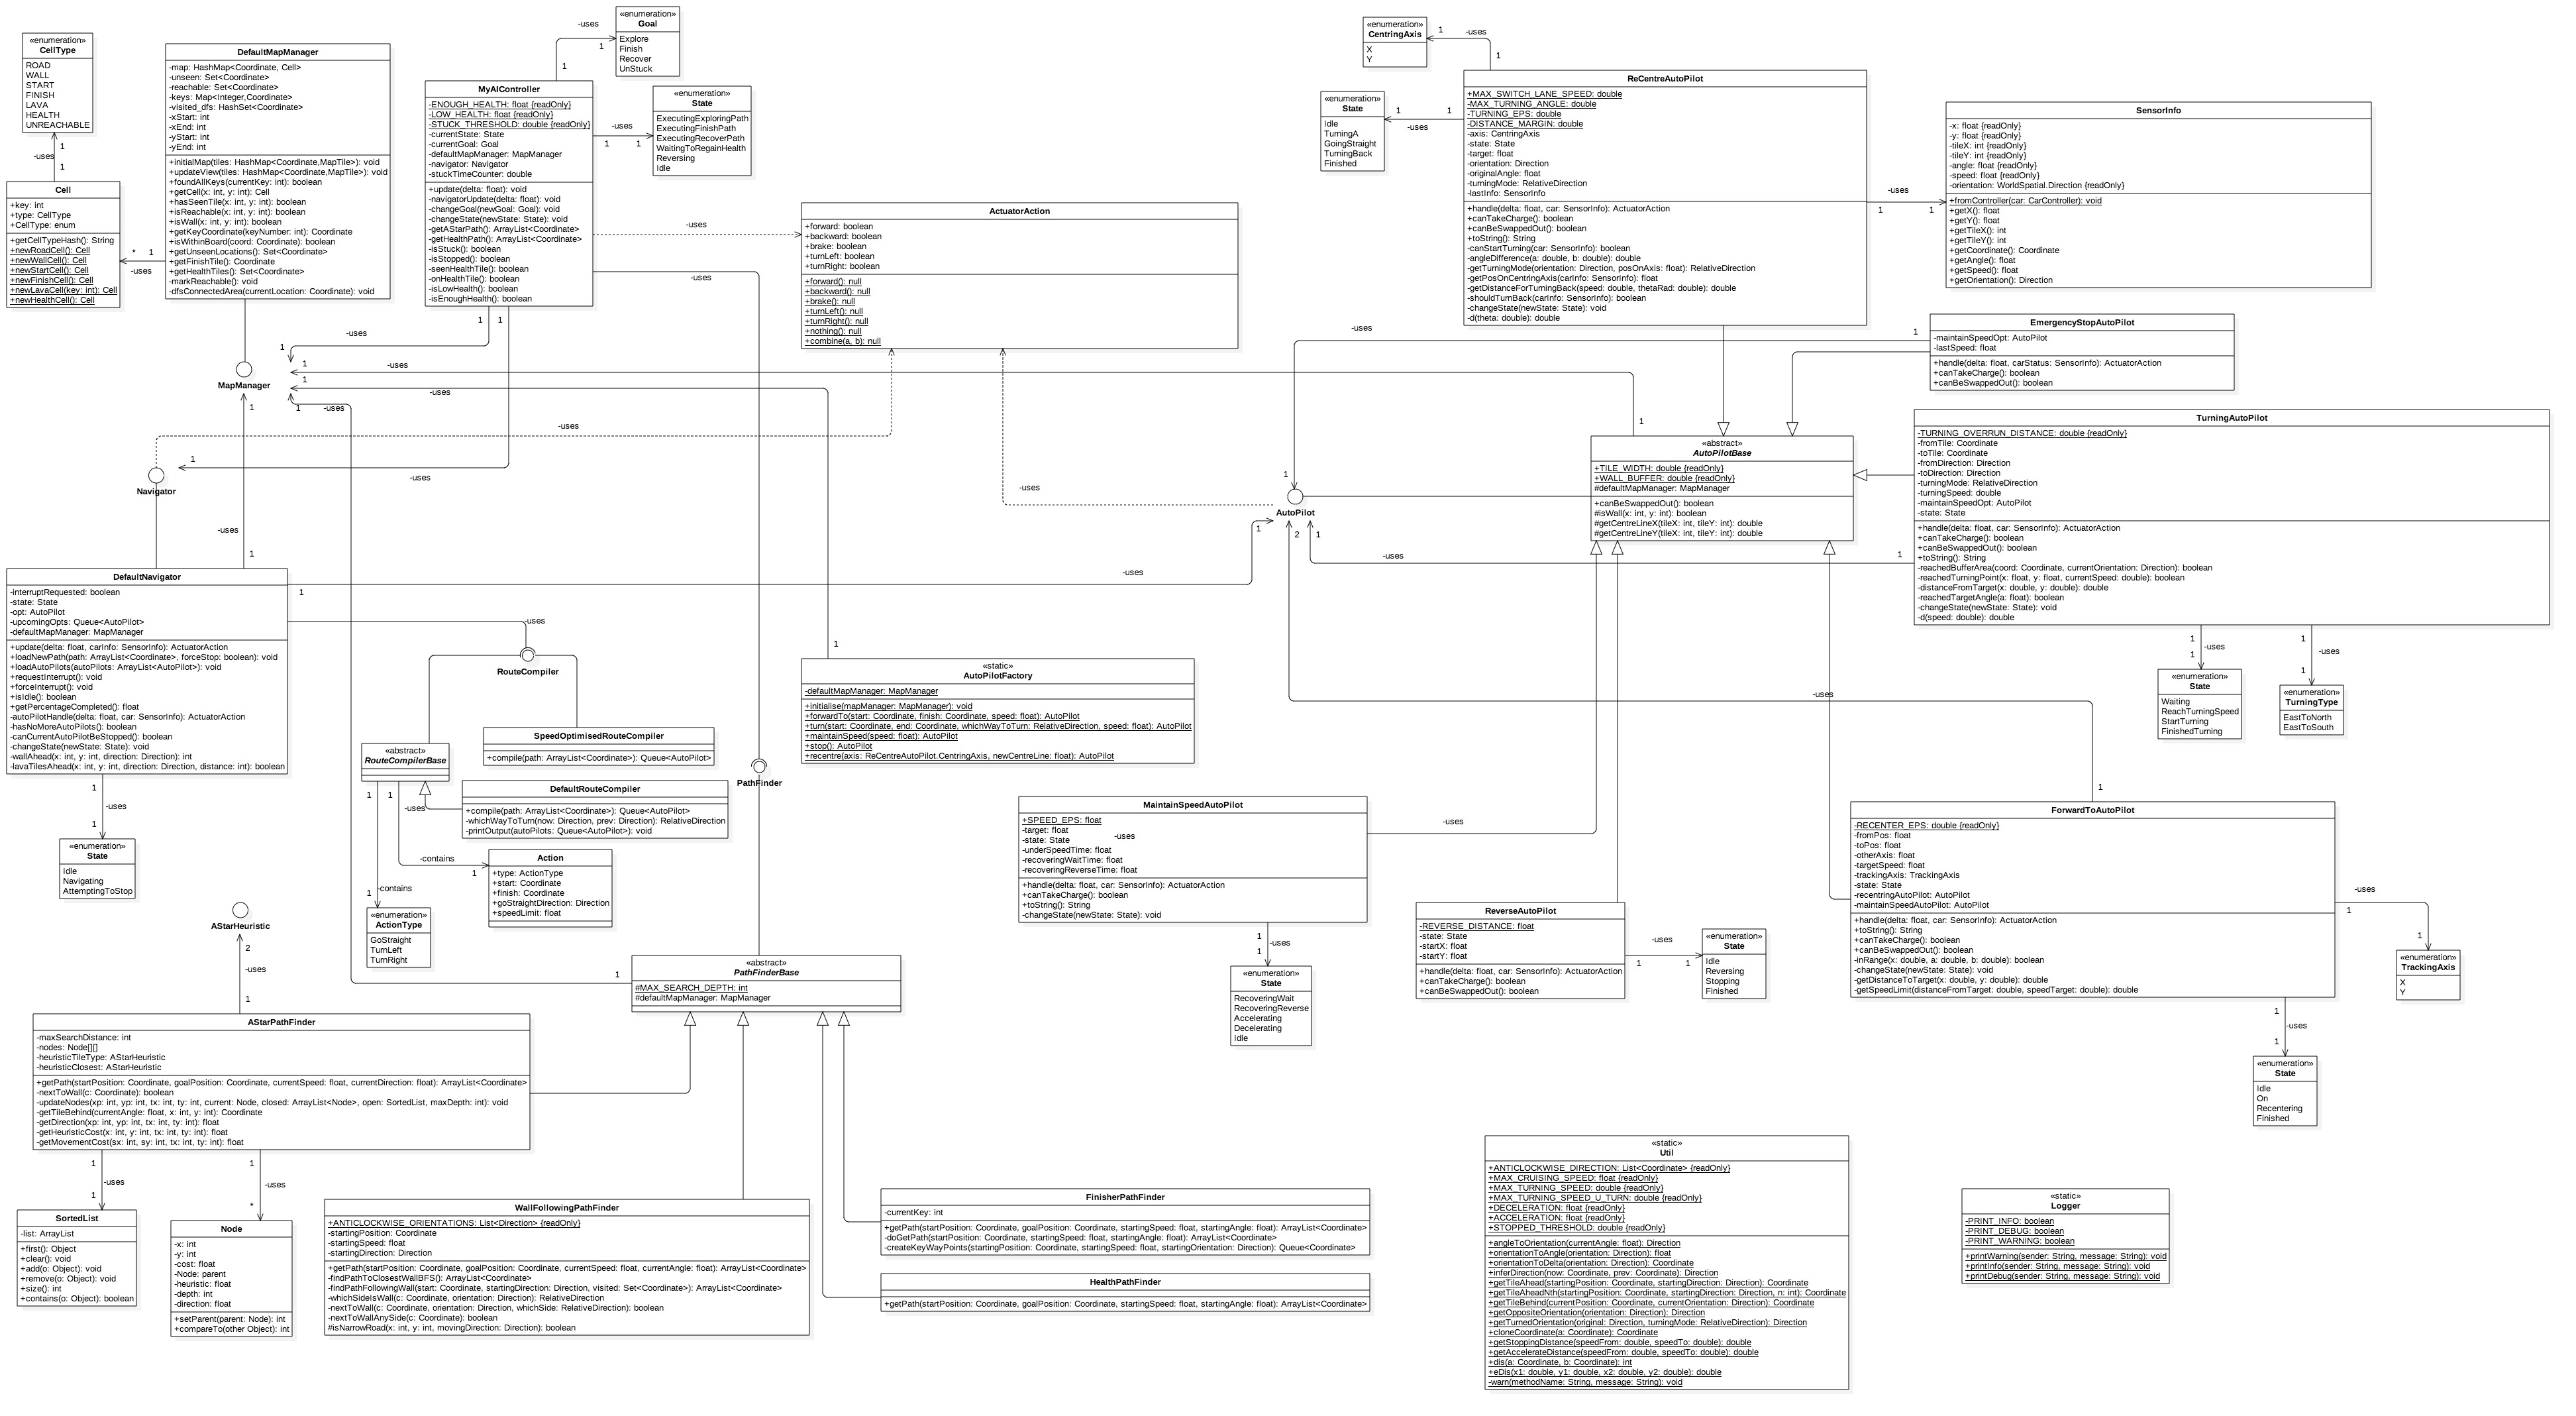 «enumeration»
CellType
ROAD
WALL
START
FINISH
LAVA
HEALTH
UNREACHABLE
-uses
1
1
Cell
+key: int
+type: CellType
+CellType: enum
+getCellTypeHash(): String
+newRoadCell(): Cell
+newWallCell(): Cell
+newStartCell(): Cell
+newFinishCell(): Cell
+newLavaCell(key: int): Cell
+newHealthCell(): Cell
*
1
-uses
DefaultMapManager
-map: HashMap<Coordinate, Cell>
-unseen: Set<Coordinate>
-reachable: Set<Coordinate>
-keys: Map<Integer,Coordinate>
-visited_dfs: HashSet<Coordinate>
-xStart: int
-xEnd: int
-yStart: int
-yEnd: int
+initialMap(tiles: HashMap<Coordinate,MapTile>): void
+updateView(tiles: HashMap<Coordinate,MapTile>): void
+foundAllKeys(currentKey: int): boolean
+getCell(x: int, y: int): Cell
+hasSeenTile(x: int, y: int): boolean
+isReachable(x: int, y: int): boolean
+isWall(x: int, y: int): boolean
+getKeyCoordinate(keyNumber: int): Coordinate
+isWithinBoard(coord: Coordinate): boolean
+getUnseenLocations(): Set<Coordinate>
+getFinishTile(): Coordinate
+getHealthTiles(): Set<Coordinate>
-markReachable(): void
-dfsConnectedArea(currentLocation: Coordinate): void
MyAIController
-ENOUGH_HEALTH: float {readOnly}
-LOW_HEALTH: float {readOnly}
-STUCK_THRESHOLD: double {readOnly}
-currentState: State
-currentGoal: Goal
-defaultMapManager: MapManager
-navigator: Navigator
-stuckTimeCounter: double
+update(delta: float): void
-navigatorUpdate(delta: float): void
-changeGoal(newGoal: Goal): void
-changeState(newState: State): void
-getAStarPath(): ArrayList<Coordinate>
-getHealthPath(): ArrayList<Coordinate>
-isStuck(): boolean
-isStopped(): boolean
-seenHealthTile(): boolean
-onHealthTile(): boolean
-isLowHealth(): boolean
-isEnoughHealth(): boolean
-uses
1
1
«enumeration»
Goal
Explore
Finish
Recover
UnStuck
-uses
1
1
«enumeration»
State
ExecutingExploringPath
ExecutingFinishPath
ExecutingRecoverPath
WaitingToRegainHealth
Reversing
Idle
-uses
-uses
ActuatorAction
+forward: boolean
+backward: boolean
+brake: boolean
+turnLeft: boolean
+turnRight: boolean
+forward(): null
+backward(): null
+brake(): null
+turnLeft(): null
+turnRight(): null
+nothing(): null
+combine(a, b): null
«enumeration»
CentringAxis
X
Y
1
-uses
1
«enumeration»
State
Idle
TurningA
GoingStraight
TurningBack
Finished
1
1
-uses
ReCentreAutoPilot
+MAX_SWITCH_LANE_SPEED: double
-MAX_TURNING_ANGLE: double
-TURNING_EPS: double
-DISTANCE_MARGIN: double
-axis: CentringAxis
-state: State
-target: float
-orientation: Direction
-originalAngle: float
-turningMode: RelativeDirection
-lastInfo: SensorInfo
+handle(delta: float, car: SensorInfo): ActuatorAction
+canTakeCharge(): boolean
+canBeSwappedOut(): boolean
+toString(): String
-canStartTurning(car: SensorInfo): boolean
-angleDifference(a: double, b: double): double
-getTurningMode(orientation: Direction, posOnAxis: float): RelativeDirection
-getPosOnCentringAxis(carInfo: SensorInfo): float
-getDistanceForTurningBack(speed: double, thetaRad: double): double
-shouldTurnBack(carInfo: SensorInfo): boolean
-changeState(newState: State): void
-d(theta: double): double
-uses
1
1
SensorInfo
-x: float {readOnly}
-y: float {readOnly}
-tileX: int {readOnly}
-tileY: int {readOnly}
-angle: float {readOnly}
-speed: float {readOnly}
-orientation: WorldSpatial.Direction {readOnly}
+fromController(car: CarController): void
+getX(): float
+getY(): float
+getTileX(): int
+getTileY(): int
+getCoordinate(): Coordinate
+getAngle(): float
+getSpeed(): float
+getOrientation(): Direction
EmergencyStopAutoPilot
-maintainSpeedOpt: AutoPilot
-lastSpeed: float
+handle(delta: float, carStatus: SensorInfo): ActuatorAction
+canTakeCharge(): boolean
+canBeSwappedOut(): boolean
-uses
1
1
MapManager
1
1
-uses
1
-uses
1
1
-uses
1
-uses
1
Navigator
-uses
1
1
-uses
-uses
1
1
AutoPilot
-uses
1
2
1
«abstract»
AutoPilotBase
+TILE_WIDTH: double {readOnly}
+WALL_BUFFER: double {readOnly}
#defaultMapManager: MapManager
+canBeSwappedOut(): boolean
#isWall(x: int, y: int): boolean
#getCentreLineX(tileX: int, tileY: int): double
#getCentreLineY(tileX: int, tileY: int): double
TurningAutoPilot
-TURNING_OVERRUN_DISTANCE: double {readOnly}
-fromTile: Coordinate
-toTile: Coordinate
-fromDirection: Direction
-toDirection: Direction
-turningMode: RelativeDirection
-turningSpeed: double
-maintainSpeedOpt: AutoPilot
-state: State
+handle(delta: float, car: SensorInfo): ActuatorAction
+canTakeCharge(): boolean
+canBeSwappedOut(): boolean
+toString(): String
-reachedBufferArea(coord: Coordinate, currentOrientation: Direction): boolean
-reachedTurningPoint(x: float, y: float, currentSpeed: double): boolean
-distanceFromTarget(x: double, y: double): double
-reachedTargetAngle(a: float): boolean
-changeState(newState: State): void
-d(speed: double): double
-uses
1
1
-uses
1
1
-uses
1
«enumeration»
State
Waiting
ReachTurningSpeed
StartTurning
FinishedTurning
«enumeration»
TurningType
EastToNorth
EastToSouth
DefaultNavigator
-interruptRequested: boolean
-state: State
-opt: AutoPilot
-upcomingOpts: Queue<AutoPilot>
-defaultMapManager: MapManager
+update(delta: float, carInfo: SensorInfo): ActuatorAction
+loadNewPath(path: ArrayList<Coordinate>, forceStop: boolean): void
+loadAutoPilots(autoPilots: ArrayList<AutoPilot>): void
+requestInterrupt(): void
+forceInterrupt(): void
+isIdle(): boolean
+getPercentageCompleted(): float
-autoPilotHandle(delta: float, car: SensorInfo): ActuatorAction
-hasNoMoreAutoPilots(): boolean
-canCurrentAutoPilotBeStopped(): boolean
-changeState(newState: State): void
-wallAhead(x: int, y: int, direction: Direction): int
-lavaTilesAhead(x: int, y: int, direction: Direction, distance: int): boolean
-uses
1
-uses
1
1
-uses
1
-uses
1
«enumeration»
State
Idle
Navigating
AttemptingToStop
-uses
RouteCompiler
«abstract»
RouteCompilerBase
SpeedOptimisedRouteCompiler
+compile(path: ArrayList<Coordinate>): Queue<AutoPilot>
DefaultRouteCompiler
+compile(path: ArrayList<Coordinate>): Queue<AutoPilot>
-whichWayToTurn(now: Direction, prev: Direction): RelativeDirection
-printOutput(autoPilots: Queue<AutoPilot>): void
1
1
-uses
-contains
1
Action
+type: ActionType
+start: Coordinate
+finish: Coordinate
+goStraightDirection: Direction
+speedLimit: float
1
-contains
«enumeration»
ActionType
GoStraight
TurnLeft
TurnRight
PathFinder
«static»
AutoPilotFactory
-defaultMapManager: MapManager
+initialise(mapManager: MapManager): void
+forwardTo(start: Coordinate, finish: Coordinate, speed: float): AutoPilot
+turn(start: Coordinate, end: Coordinate, whichWayToTurn: RelativeDirection, speed: float): AutoPilot
+maintainSpeed(speed: float): AutoPilot
+stop(): AutoPilot
+recentre(axis: ReCentreAutoPilot.CentringAxis, newCentreLine: float): AutoPilot
MaintainSpeedAutoPilot
+SPEED_EPS: float
-target: float
-state: State
-underSpeedTime: float
-recoveringWaitTime: float
-recoveringReverseTime: float
+handle(delta: float, car: SensorInfo): ActuatorAction
+canTakeCharge(): boolean
+toString(): String
-changeState(newState: State): void
-uses
-uses
1
1
-uses
«enumeration»
State
RecoveringWait
RecoveringReverse
Accelerating
Decelerating
Idle
ReverseAutoPilot
-REVERSE_DISTANCE: float
-state: State
-startX: float
-startY: float
+handle(delta: float, car: SensorInfo): ActuatorAction
+canTakeCharge(): boolean
+canBeSwappedOut(): boolean
-uses
1
1
«enumeration»
State
Idle
Reversing
Stopping
Finished
-uses
1
ForwardToAutoPilot
-RECENTER_EPS: double {readOnly}
-fromPos: float
-toPos: float
-otherAxis: float
-targetSpeed: float
-trackingAxis: TrackingAxis
-state: State
-recentringAutoPilot: AutoPilot
-maintainSpeedAutoPilot: AutoPilot
+handle(delta: float, car: SensorInfo): ActuatorAction
+toString(): String
+canTakeCharge(): boolean
+canBeSwappedOut(): boolean
-inRange(x: double, a: double, b: double): boolean
-changeState(newState: State): void
-getDistanceToTarget(x: double, y: double): double
-getSpeedLimit(distanceFromTarget: double, speedTarget: double): double
-uses
1
1
«enumeration»
TrackingAxis
X
Y
1
-uses
1
«enumeration»
State
Idle
On
Recentering
Finished
AStarHeuristic
2
-uses
1
AStarPathFinder
-maxSearchDistance: int
-nodes: Node[][]
-heuristicTileType: AStarHeuristic
-heuristicClosest: AStarHeuristic
+getPath(startPosition: Coordinate, goalPosition: Coordinate, currentSpeed: float, currentDirection: float): ArrayList<Coordinate>
-nextToWall(c: Coordinate): boolean
-updateNodes(xp: int, yp: int, tx: int, ty: int, current: Node, closed: ArrayList<Node>, open: SortedList, maxDepth: int): void
-getTileBehind(currentAngle: float, x: int, y: int): Coordinate
-getDirection(xp: int, yp: int, tx: int, ty: int): float
-getHeuristicCost(x: int, y: int, tx: int, ty: int): float
-getMovementCost(sx: int, sy: int, tx: int, ty: int): float
1
-uses
1
1
-uses
*
SortedList
-list: ArrayList
+first(): Object
+clear(): void
+add(o: Object): void
+remove(o: Object): void
+size(): int
+contains(o: Object): boolean
Node
-x: int
-y: int
-cost: float
-Node: parent
-heuristic: float
-depth: int
-direction: float
+setParent(parent: Node): int
+compareTo(other Object): int
1
«abstract»
PathFinderBase
#MAX_SEARCH_DEPTH: int
#defaultMapManager: MapManager
WallFollowingPathFinder
+ANTICLOCKWISE_ORIENTATIONS: List<Direction> {readOnly}
-startingPosition: Coordinate
-startingSpeed: float
-startingDirection: Direction
+getPath(startPosition: Coordinate, goalPosition: Coordinate, currentSpeed: float, currentAngle: float): ArrayList<Coordinate>
-findPathToClosestWallBFS(): ArrayList<Coordinate>
-findPathFollowingWall(start: Coordinate, startingDirection: Direction, visited: Set<Coordinate>): ArrayList<Coordinate>
-whichSideIsWall(c: Coordinate, orientation: Direction): RelativeDirection
-nextToWall(c: Coordinate, orientation: Direction, whichSide: RelativeDirection): boolean
-nextToWallAnySide(c: Coordinate): boolean
#isNarrowRoad(x: int, y: int, movingDirection: Direction): boolean
FinisherPathFinder
-currentKey: int
+getPath(startPosition: Coordinate, goalPosition: Coordinate, startingSpeed: float, startingAngle: float): ArrayList<Coordinate>
-doGetPath(startPosition: Coordinate, startingSpeed: float, startingAngle: float): ArrayList<Coordinate>
-createKeyWayPoints(startingPosition: Coordinate, startingSpeed: float, startingOrientation: Direction): Queue<Coordinate>
HealthPathFinder
+getPath(startPosition: Coordinate, goalPosition: Coordinate, startingSpeed: float, startingAngle: float): ArrayList<Coordinate>
«static»
Util
+ANTICLOCKWISE_DIRECTION: List<Coordinate> {readOnly}
+MAX_CRUISING_SPEED: float {readOnly}
+MAX_TURNING_SPEED: double {readOnly}
+MAX_TURNING_SPEED_U_TURN: double {readOnly}
+DECELERATION: float {readOnly}
+ACCELERATION: float {readOnly}
+STOPPED_THRESHOLD: double {readOnly}
+angleToOrientation(currentAngle: float): Direction
+orientationToAngle(orientation: Direction): float
+orientationToDelta(orientation: Direction): Coordinate
+inferDirection(now: Coordinate, prev: Coordinate): Direction
+getTileAhead(startingPosition: Coordinate, startingDirection: Direction): Coordinate
+getTileAheadNth(startingPosition: Coordinate, startingDirection: Direction, n: int): Coordinate
+getTileBehind(currentPosition: Coordinate, currentOrientation: Direction): Coordinate
+getOppositeOrientation(orientation: Direction): Direction
+getTurnedOrientation(original: Direction, turningMode: RelativeDirection): Direction
+cloneCoordinate(a: Coordinate): Coordinate
+getStoppingDistance(speedFrom: double, speedTo: double): double
+getAccelerateDistance(speedFrom: double, speedTo: double): double
+dis(a: Coordinate, b: Coordinate): int
+eDis(x1: double, y1: double, x2: double, y2: double): double
-warn(methodName: String, message: String): void
«static»
Logger
-PRINT_INFO: boolean
-PRINT_DEBUG: boolean
-PRINT_WARNING: boolean
+printWarning(sender: String, message: String): void
+printInfo(sender: String, message: String): void
+printDebug(sender: String, message: String): void